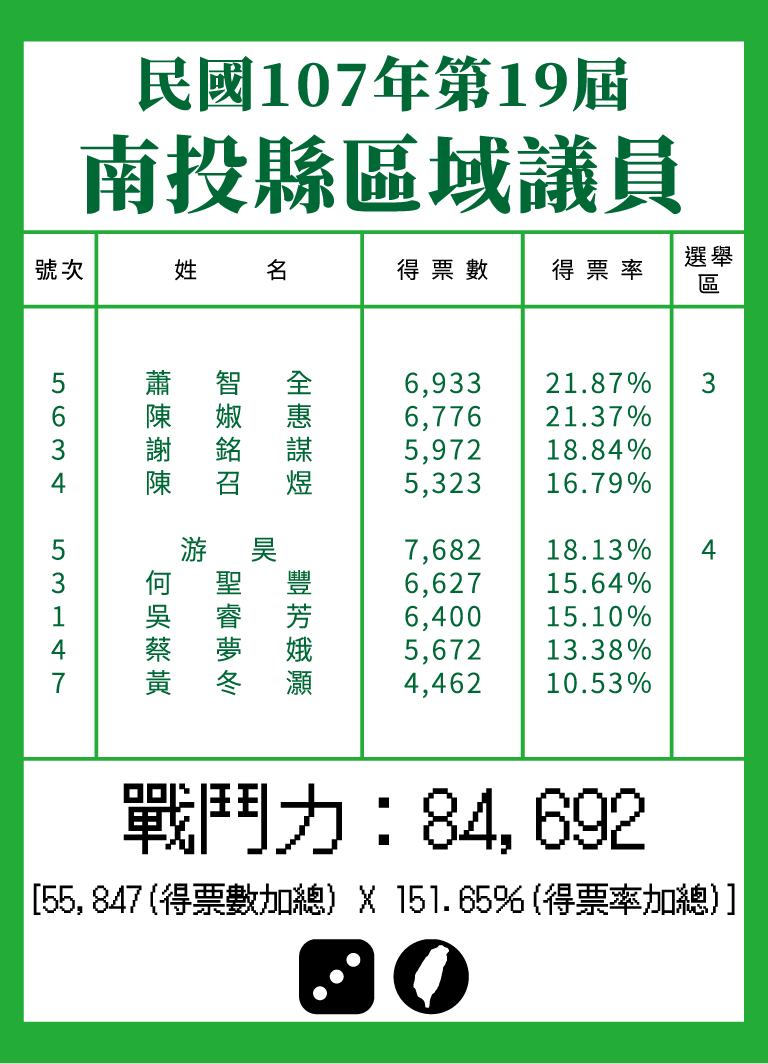 民國107年第19屆
南投縣區域議員
號次 姓名 得票數 得票率 選舉區
5 蕭智全 6,933 21.87% 3
6 陳婌惠 6,776 21.37%
3 謝銘謀 5,972 18.84%
4 陳召煜 5,323 16.79%
5 游昊 7,682 18.13% 4
3 何聖豐 6,627 15.64%
1 吳睿芳 6,400 15.10%
4 蔡夢娥 5,672 13.38%
7 黃冬灝 4,462 10.53%
戰鬥力：84,692
[55,847(得票數加總) X 151.65%(得票率加總)]